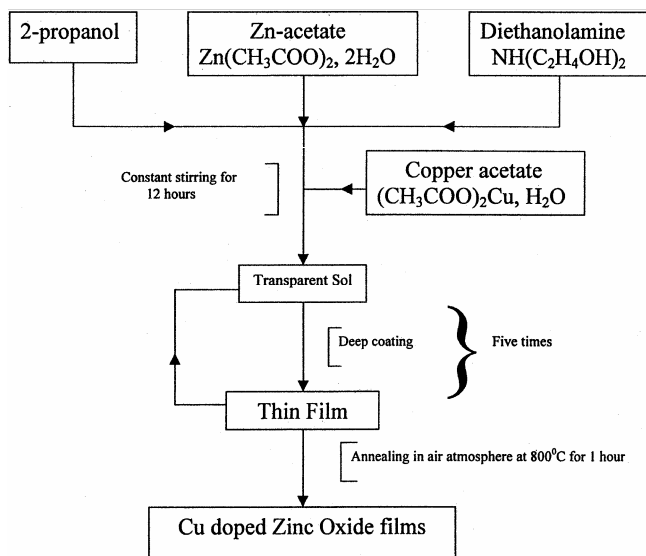 2-propanol
Zn-acetate
Zn(CH₃COO)₂, 2H₂O
Diethanolamine
NH(C₂H₄OH)₂
Constant stirring for
12 hours
Copper acetate
(CH₃COO)₂Cu, H₂O
Transparent Sol
Deep coating
Five times
Thin Film
Annealing in air atmosphere at 800⁰C for 1 hour
Cu doped Zinc Oxide films